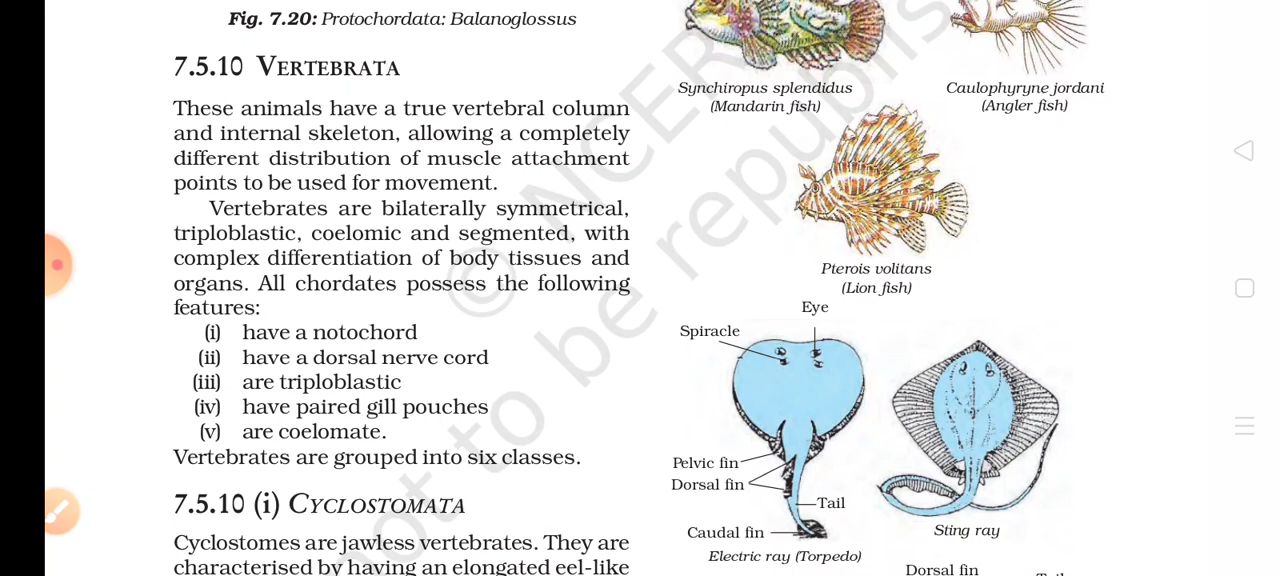 Fig. 7.20: Protochordata: Balanoglossus
7.5.10 VERTEBRATA
These animals have a true vertebral column
and internal skeleton, allowing a completely
different distribution of muscle attachment
points to be used for movement.
Vertebrates are bilaterally symmetrical,
triploblastic, coelomic and segmented, with
complex differentiation of body tissues and
organs. All chordates possess the following
features:
(i) have a notochord
(ii) have a dorsal nerve cord
(iii) are triploblastic
(iv) have paired gill pouches
(v) are coelomate.
Vertebrates are grouped into six classes.
7.5.10 (i) CYCLOSTOMATA
Cyclostomes are jawless vertebrates. They are
characterised by having an elongated eel-like
Synchiropus splendidus
(Mandarin fish)
Caulophyryne jordani
(Angler fish)
Pterois volitans
(Lion fish)
Eye
Spiracle
Pelvic fin
Dorsal fin
Tail
Caudal fin
Electric ray (Torpedo)
Sting ray
Dorsal fin
© NCER
not to be republis